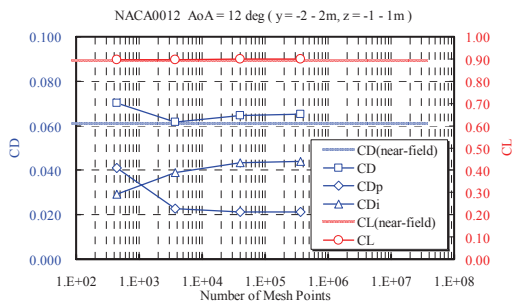 NACA0012 AoA = 12 deg ( y = -2 - 2m, z = -1 - 1m )
0.100
0.080
0.060
0.040
0.020
0.000
CD
1.00
0.90
0.80
0.70
0.60
0.50
0.40
0.30
0.20
0.10
0.00
CL
CD(near-field)
CD
CDp
CDi
CL(near-field)
CL
1.E+02 1.E+03 1.E+04 1.E+05 1.E+06 1.E+07 1.E+08
Number of Mesh Points